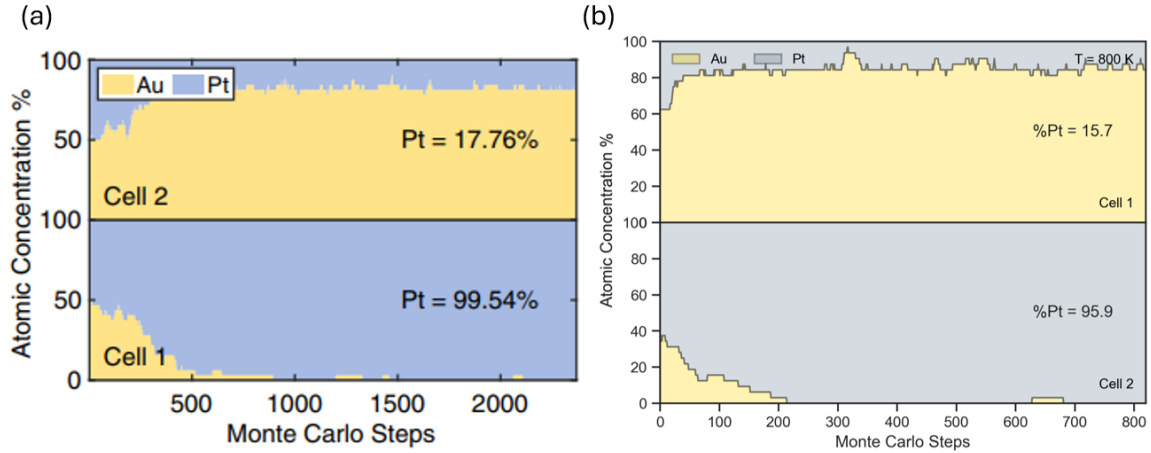 (a)
100
Au Pt
50
Pt = 17.76%
Cell 2
100
50
Pt = 99.54%
Cell 1
0
500 1000 1500 2000
Monte Carlo Steps
Atomic Concentration %
(b)
100
Au Pt T = 800 K
80
60
%Pt = 15.7
40
20
Cell 1
100
80
60
%Pt = 95.9
40
20
Cell 2
0
0 100 200 300 400 500 600 700 800
Monte Carlo Steps
Atomic Concentration %